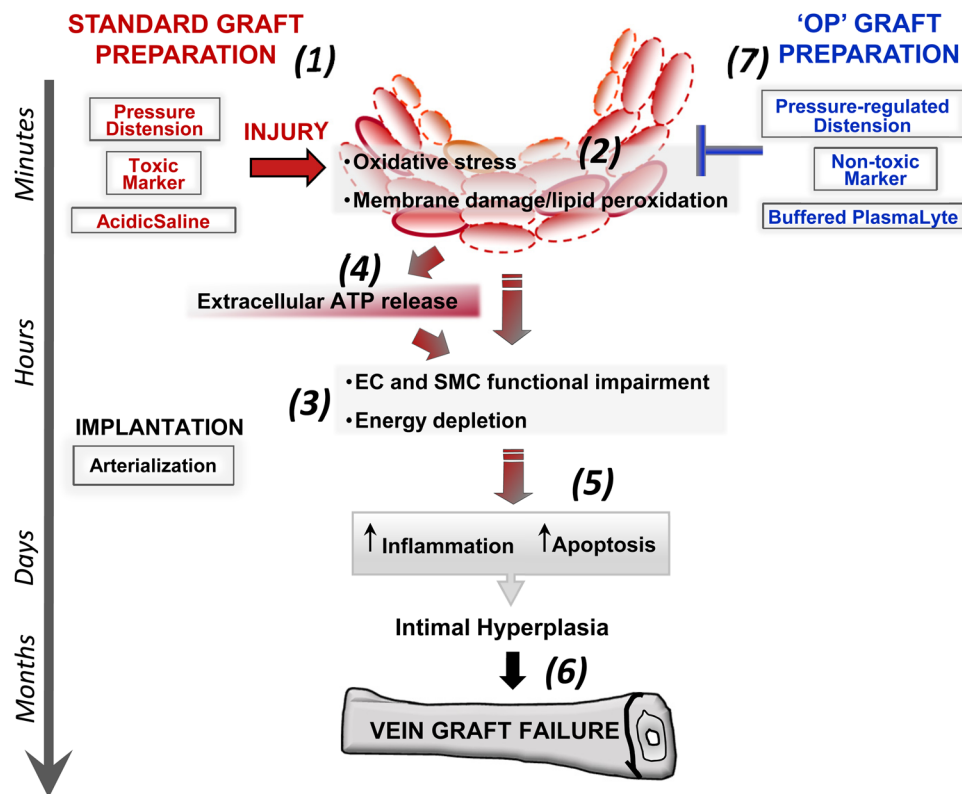 STANDARD GRAFT
PREPARATION
(1)
‘OP’ GRAFT
PREPARATION
(7)
Minutes
Pressure
Distension
Toxic
Marker
AcidicSaline
INJURY
•Oxidative stress
(2)
•Membrane damage/lipid peroxidation
Pressure-regulated
Distension
Non-toxic
Marker
Buffered PlasmaLyte
(4)
Extracellular ATP release
Hours
(3)
•EC and SMC functional impairment
•Energy depletion
IMPLANTATION
Arterialization
(5)
Days
↑Inflammation
↑Apoptosis
Intimal Hyperplasia
(6)
Months
VEIN GRAFT FAILURE